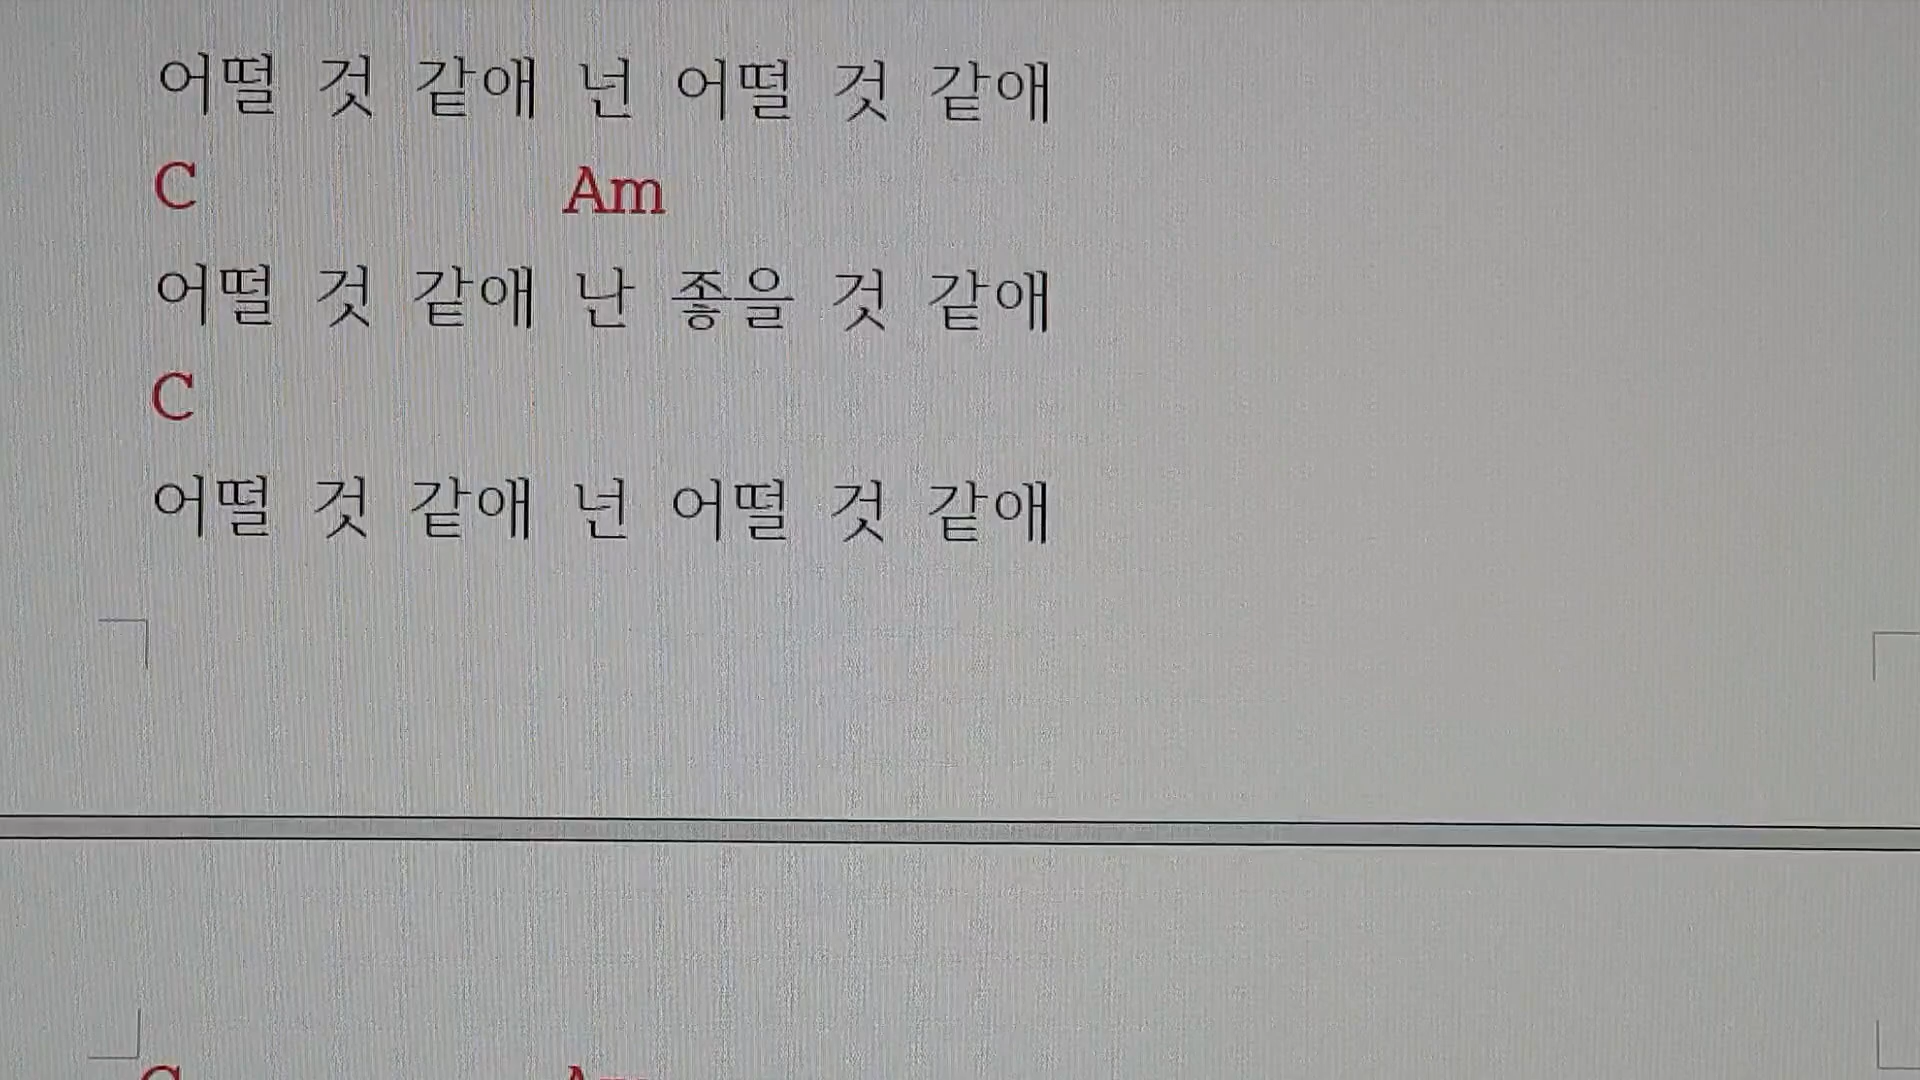 어떨 것 같애 넌 어떨 것 같애
C Am
어떨 것 같애 난 좋을 것 같애
C
어떨 것 같애 넌 어떨 것 같애